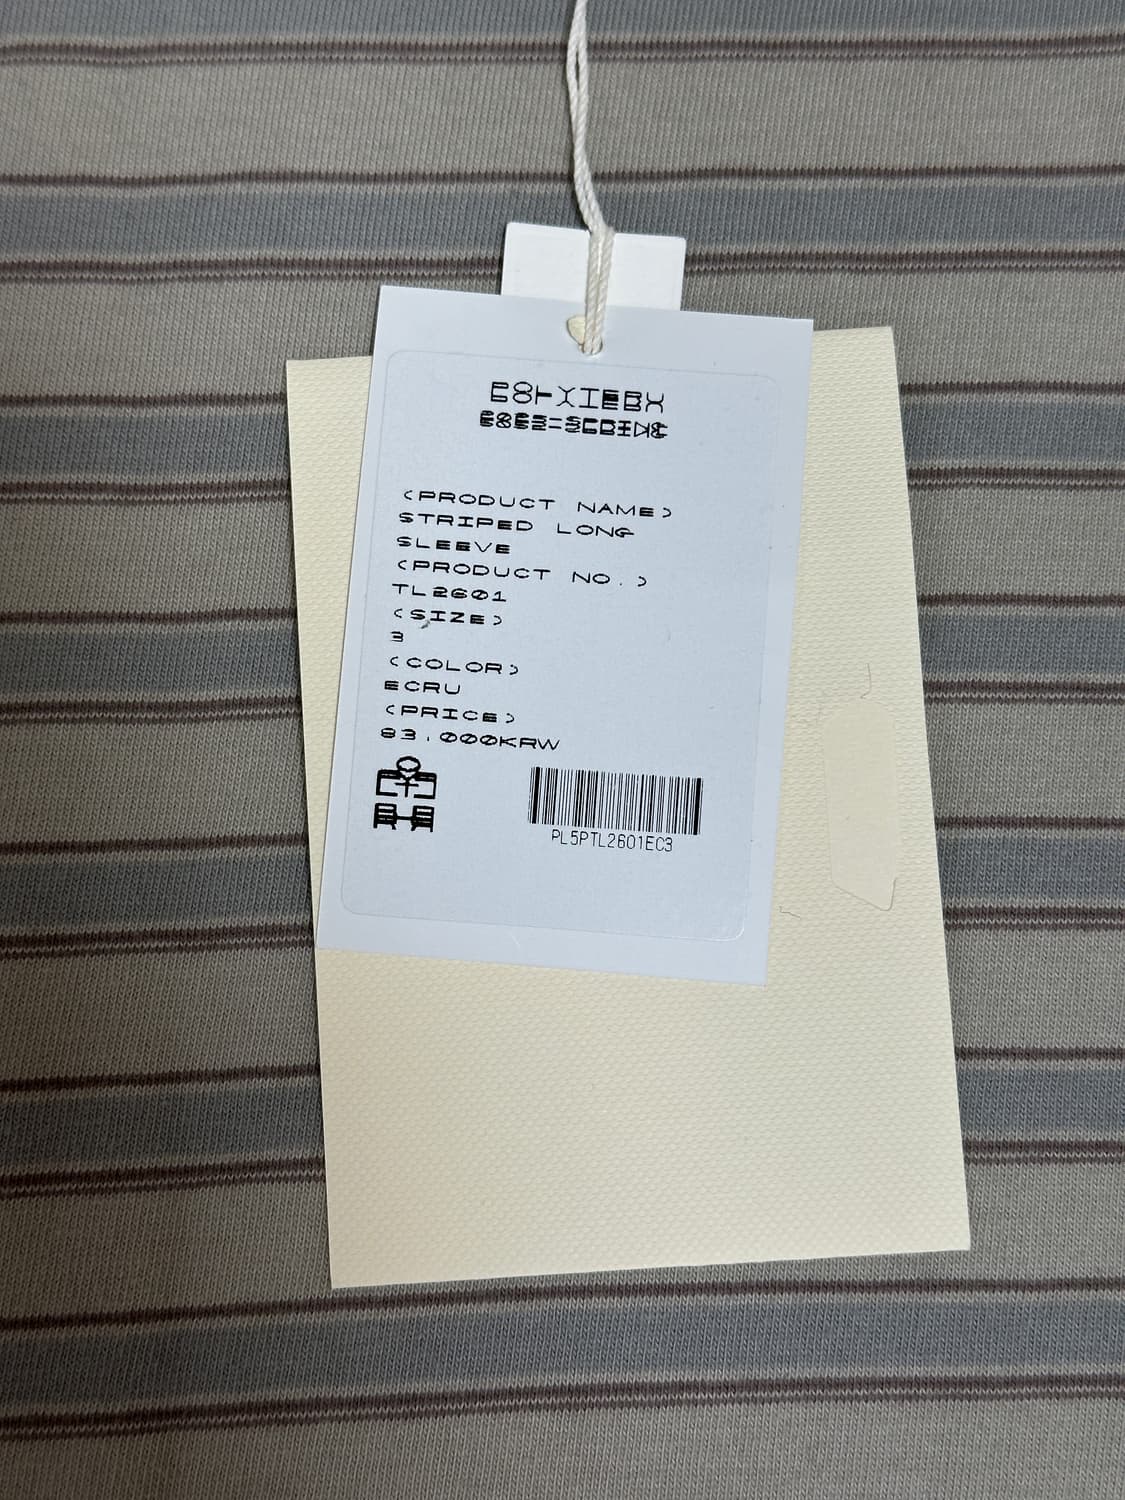 <PRODUCT NAME>
STRIPED LONG
SLEEVE
<PRODUCT NO.>
TL2601
<SIZE>
3
<COLOR>
ECRU
<PRICE>
83.000KRW
PL5PTL2601EC3